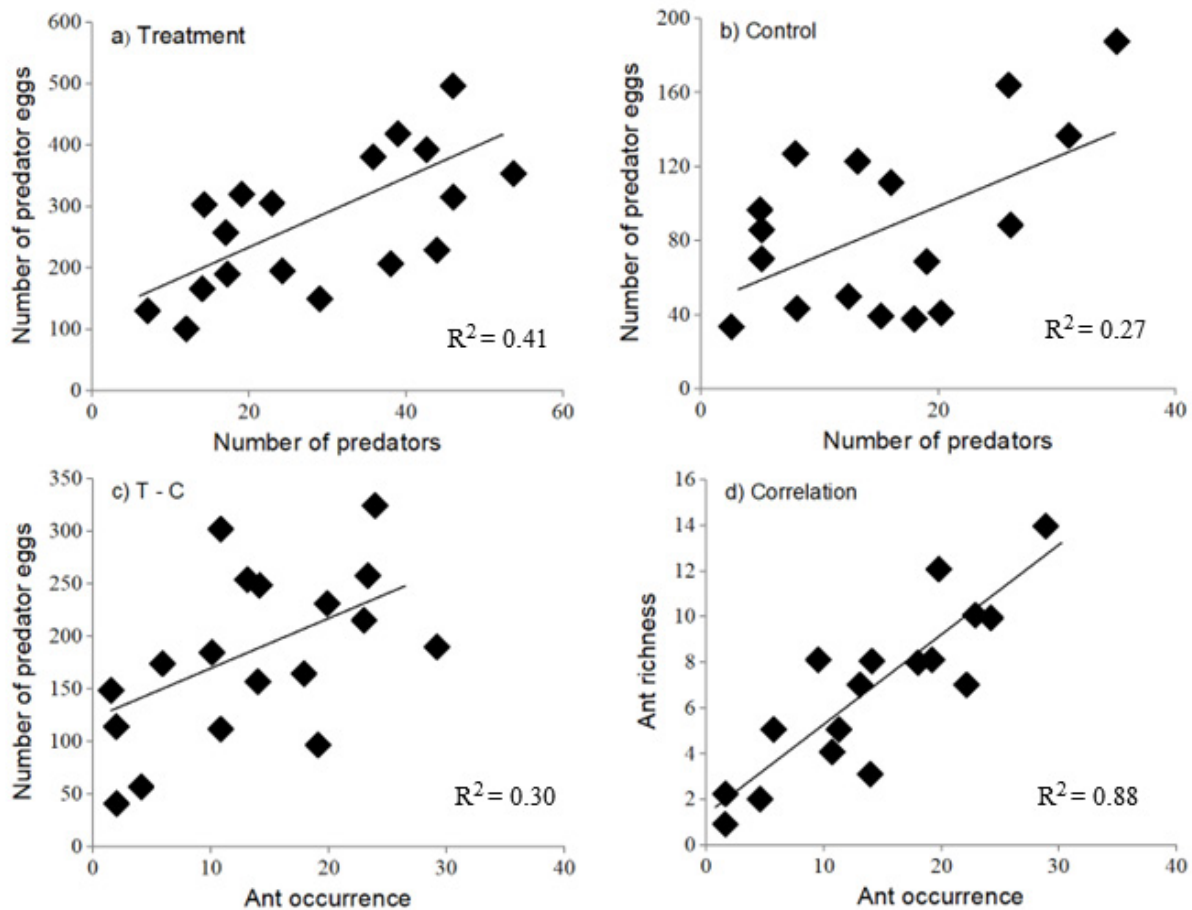 a) Treatment
Number of predator eggs
600
500
400
300
200
100
0
0 20 40 60
Number of predators
R² = 0.41
b) Control
Number of predator eggs
200
160
120
80
40
0
0 20 40
Number of predators
R² = 0.27
c) T - C
Number of predator eggs
350
300
250
200
150
100
50
0
0 10 20 30 40
Ant occurrence
R² = 0.30
d) Correlation
Ant richness
16
14
12
10
8
6
4
2
0
0 10 20 30 40
Ant occurrence
R² = 0.88